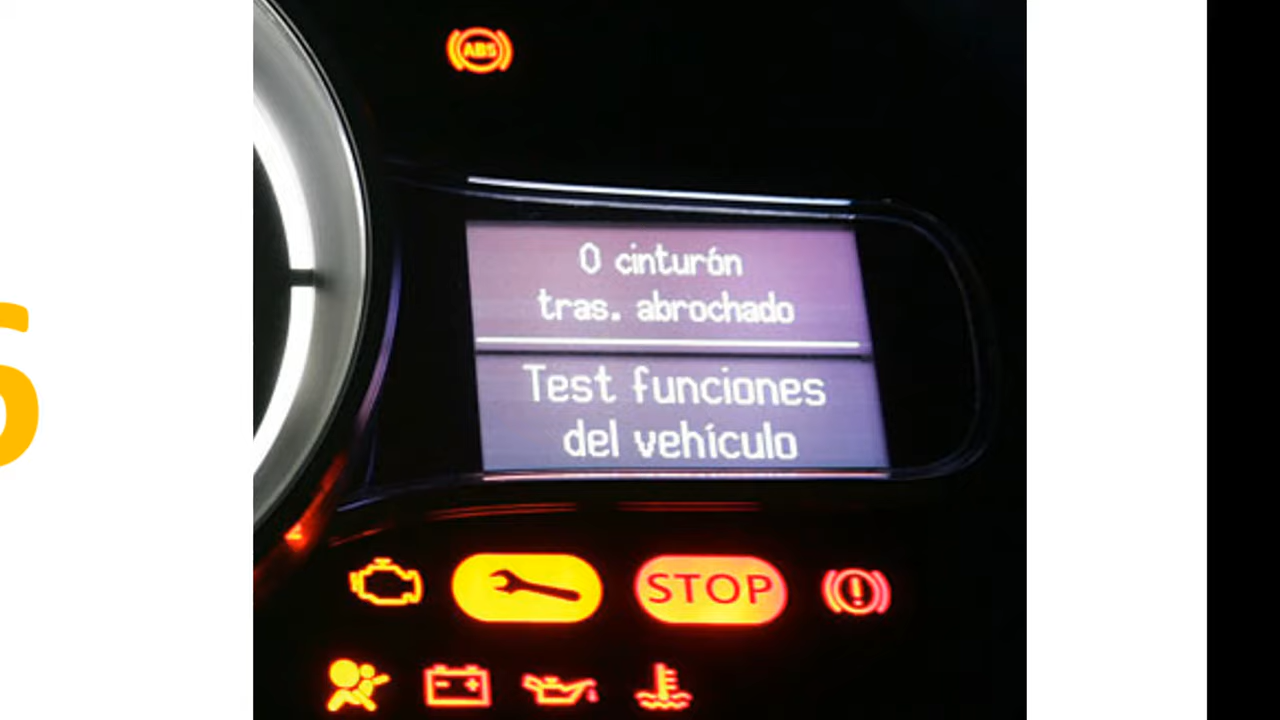 ABS
0 cinturón
tras. abrochado
Test funciones
del vehículo
STOP